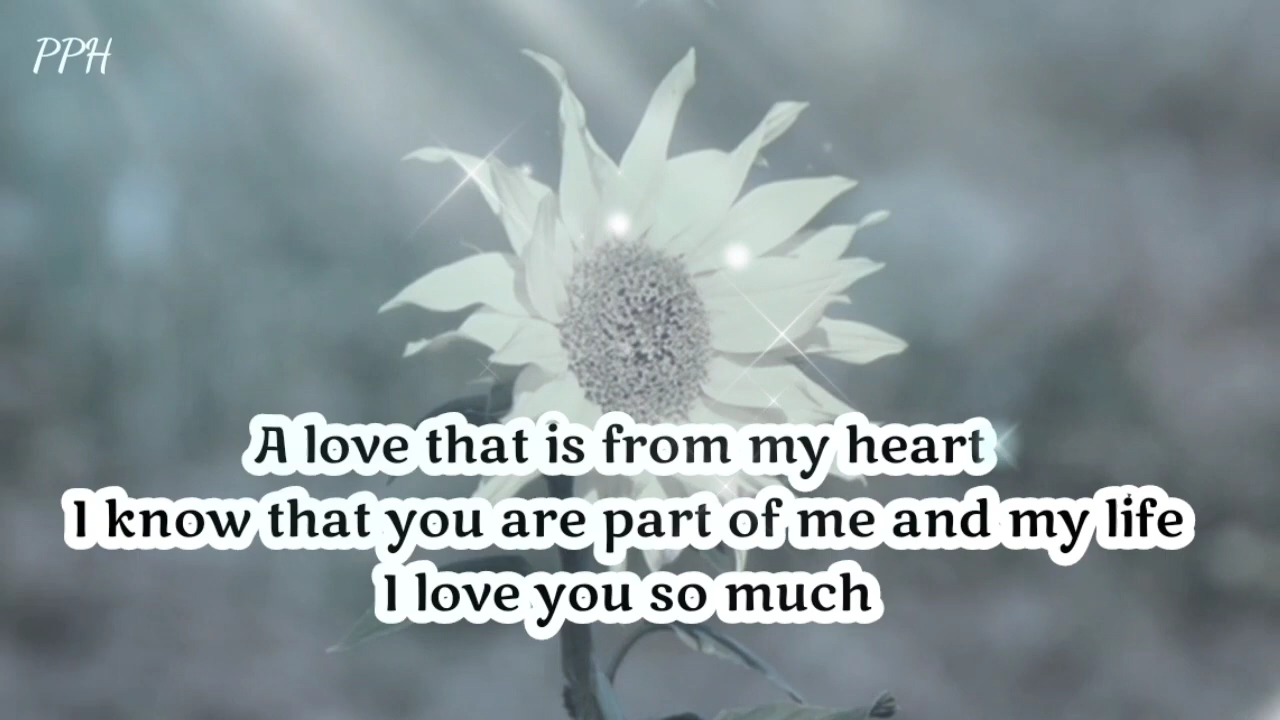 PPH
A love that is from my heart
I know that you are part of me and my life
I love you so much